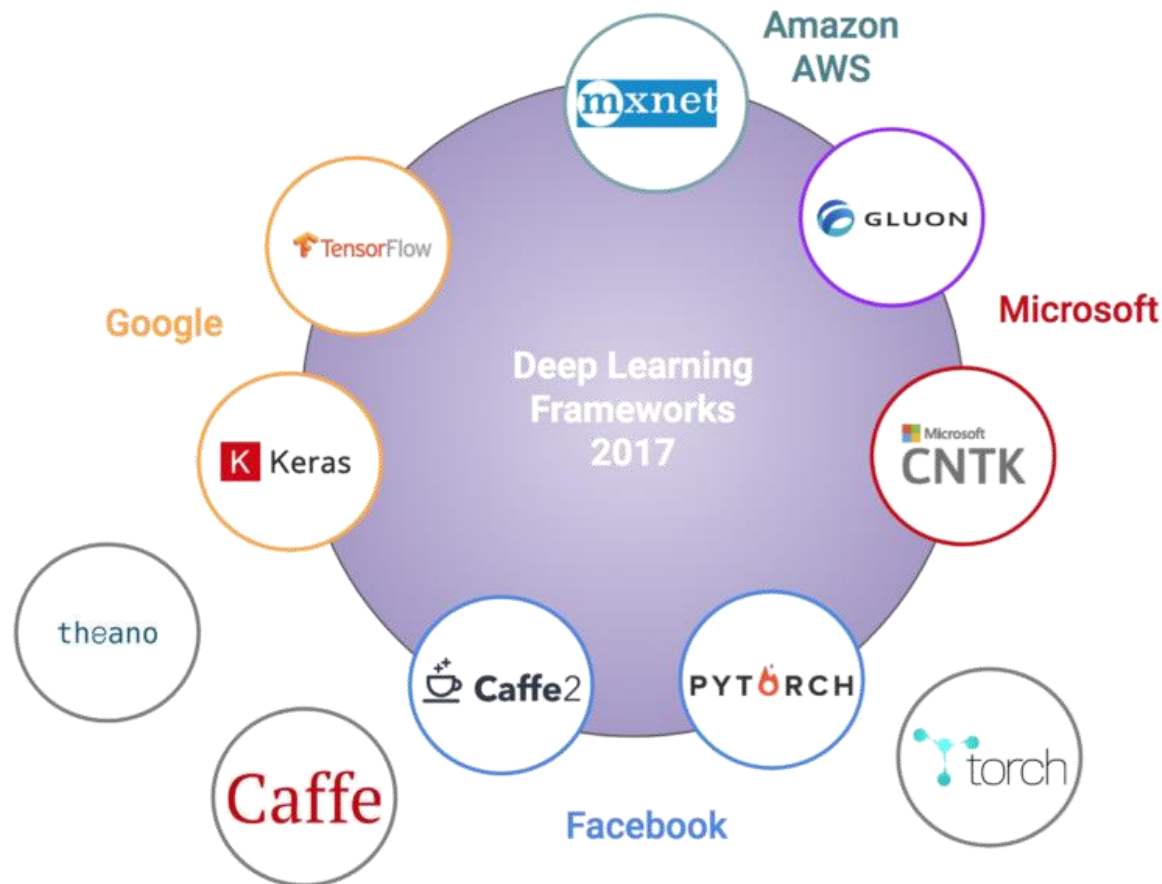 Amazon
AWS
mxnet
GLUON
TensorFlow
Google
Microsoft
Deep Learning
Frameworks
2017
K Keras
Microsoft
CNTK
theano
Caffe2
PYTORCH
torch
Caffe
Facebook